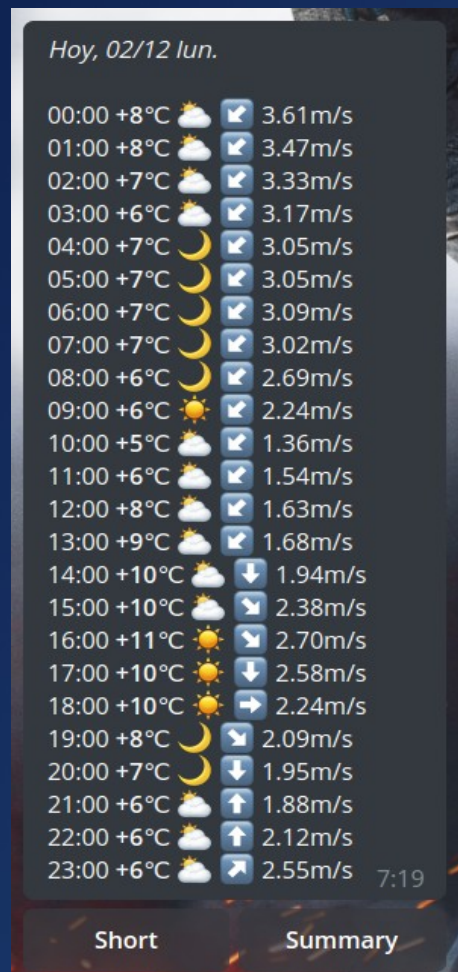 Hoy, 02/12 lun.
00:00 +8°C ⛅ ↙️ 3.61m/s
01:00 +8°C ⛅ ↙️ 3.47m/s
02:00 +7°C ⛅ ↙️ 3.33m/s
03:00 +6°C ⛅ ↙️ 3.17m/s
04:00 +7°C 🌙 ↙️ 3.05m/s
05:00 +7°C 🌙 ↙️ 3.05m/s
06:00 +7°C 🌙 ↙️ 3.09m/s
07:00 +7°C 🌙 ↙️ 3.02m/s
08:00 +6°C 🌙 ↙️ 2.69m/s
09:00 +6°C ☀️ ↙️ 2.24m/s
10:00 +5°C ⛅ ↙️ 1.36m/s
11:00 +6°C ⛅ ↙️ 1.54m/s
12:00 +8°C ⛅ ↙️ 1.63m/s
13:00 +9°C ⛅ ↙️ 1.68m/s
14:00 +10°C ⛅ ⬇️ 1.94m/s
15:00 +10°C ⛅ ↘️ 2.38m/s
16:00 +11°C ☀️ ↘️ 2.70m/s
17:00 +10°C ☀️ ⬇️ 2.58m/s
18:00 +10°C ☀️ ➡️ 2.24m/s
19:00 +8°C 🌙 ↘️ 2.09m/s
20:00 +7°C 🌙 ⬇️ 1.95m/s
21:00 +6°C ⛅ ⬆️ 1.88m/s
22:00 +6°C ⛅ ⬆️ 2.12m/s
23:00 +6°C ⛅ ↗️ 2.55m/s
7:19
Short
Summary